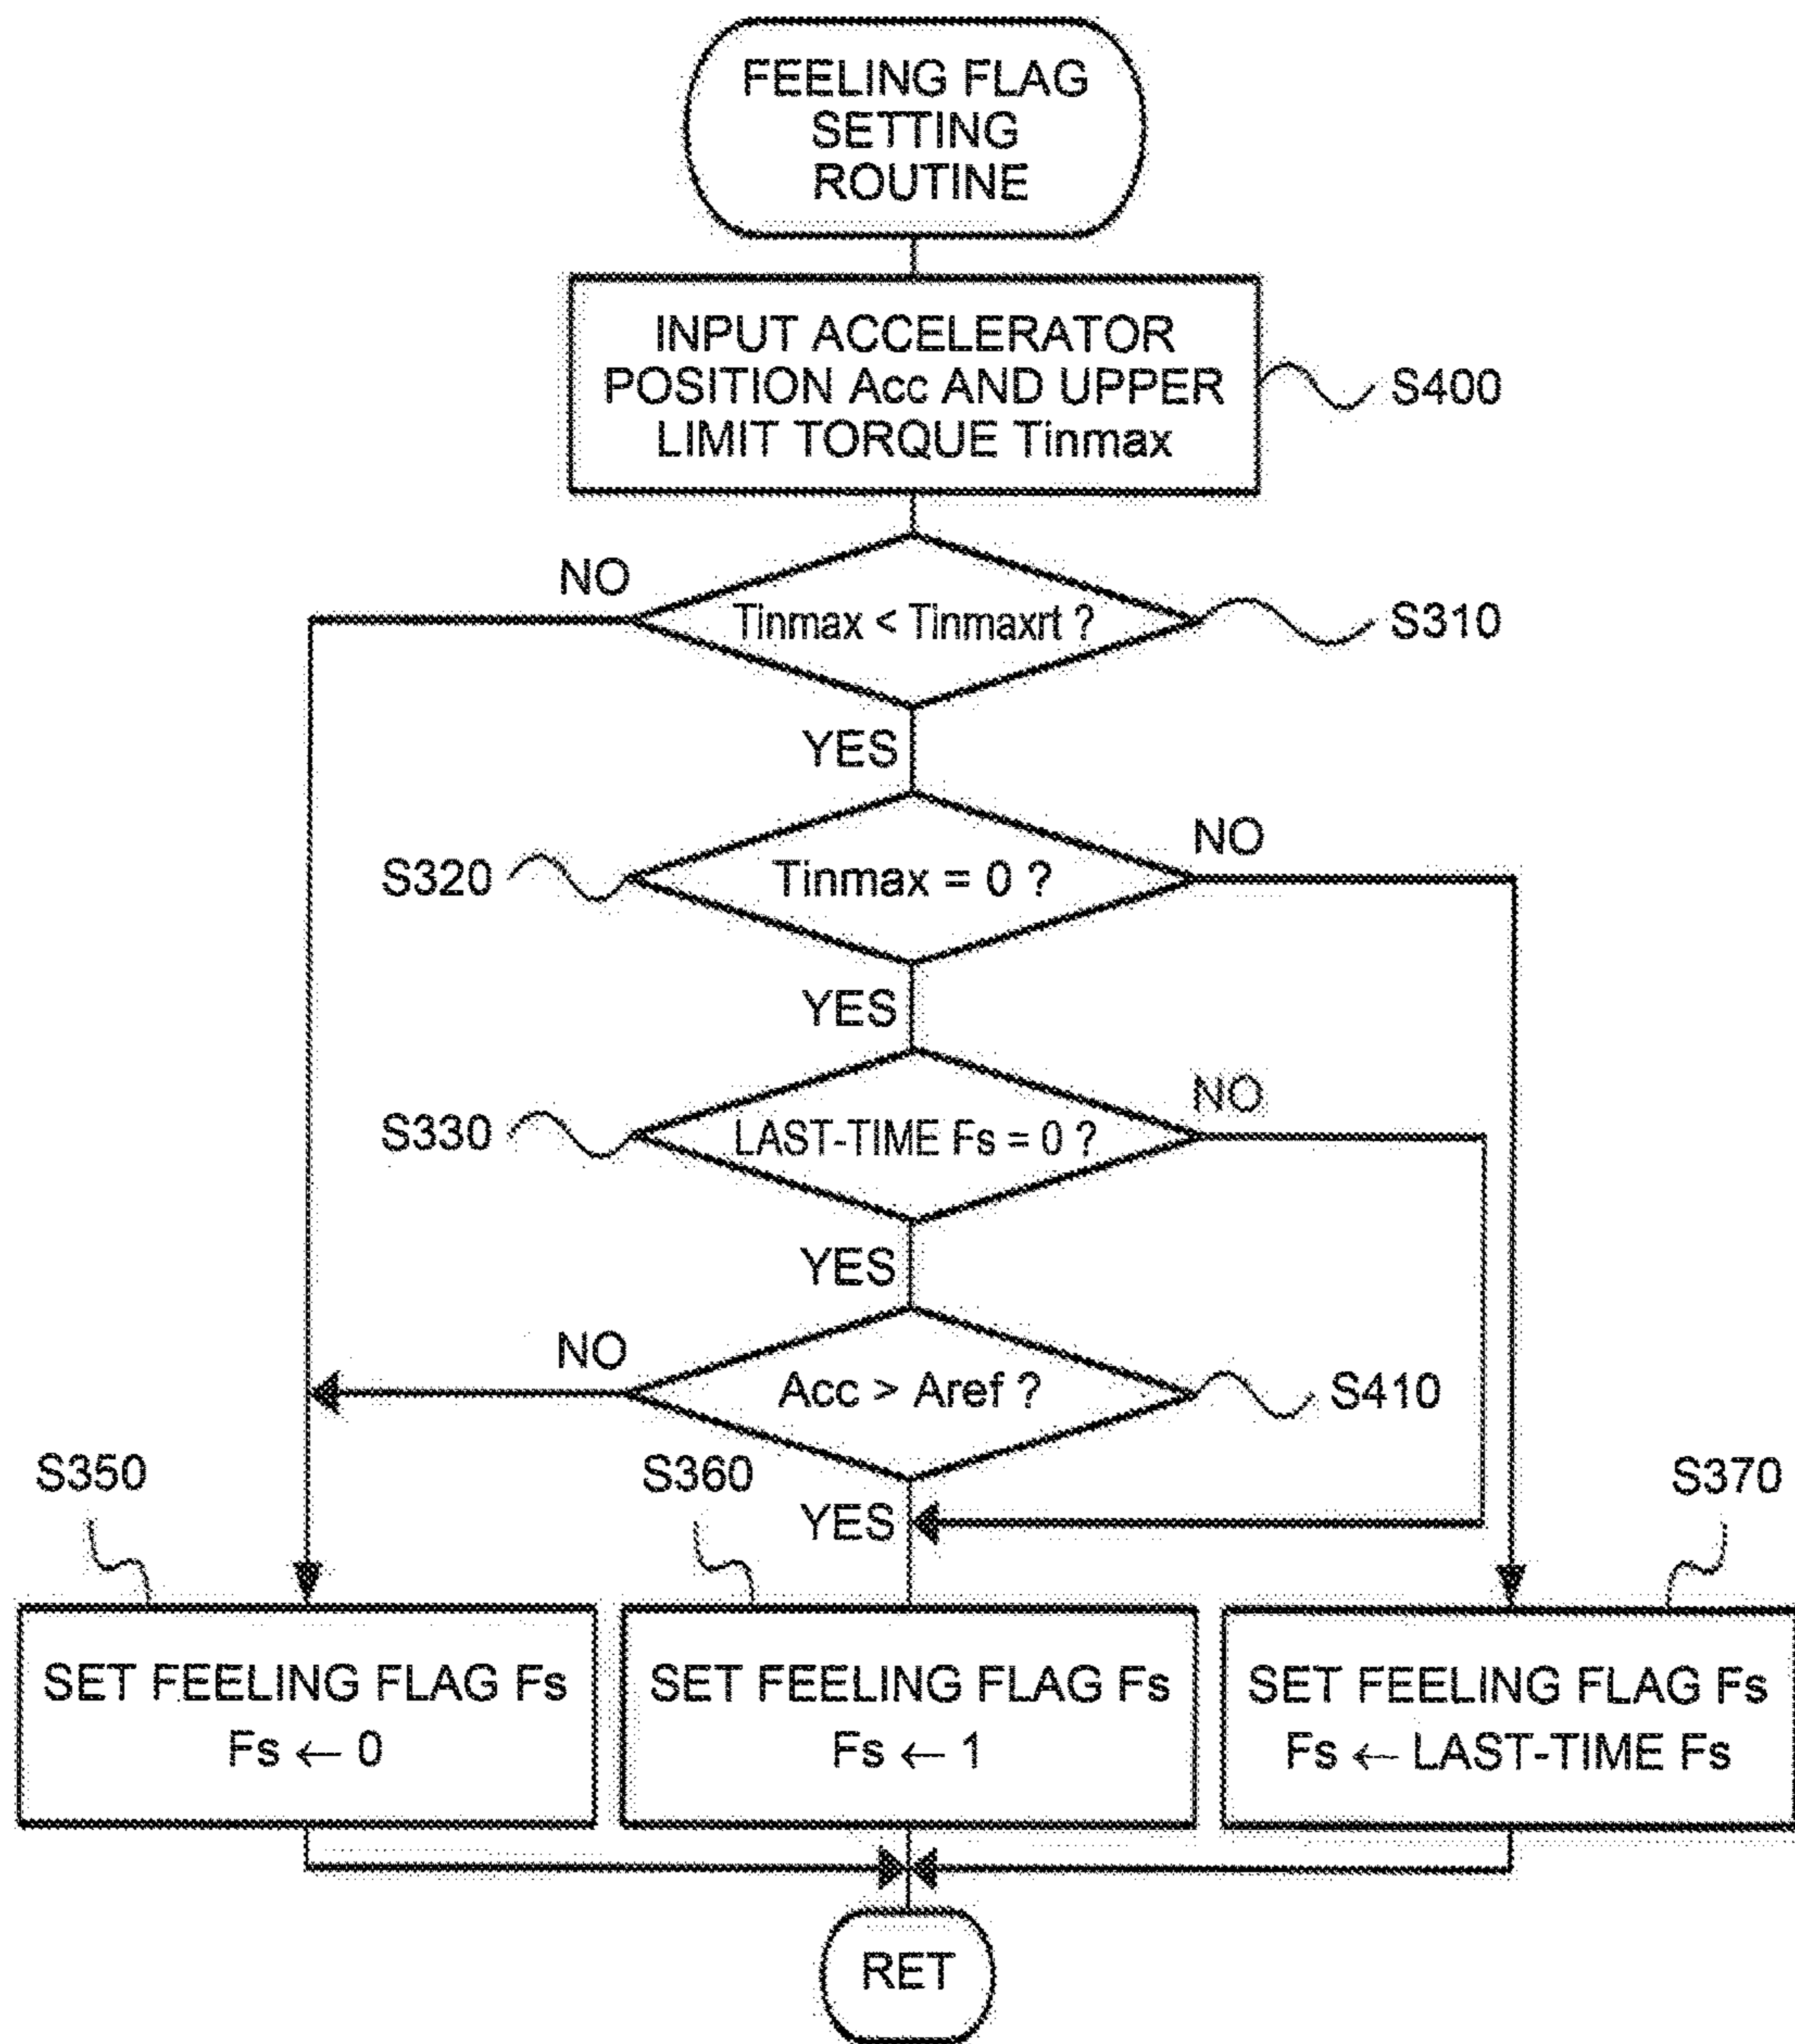 FEELING FLAG
SETTING
ROUTINE
INPUT ACCELERATOR
POSITION Acc AND UPPER
LIMIT TORQUE Tinmax
S400
NO
Tinmax < Tinmaxrt ?
S310
YES
NO
S320
Tinmax = 0 ?
YES
NO
S330
LAST-TIME Fs = 0 ?
YES
NO
Acc > Aref ?
S410
S350
S360
S370
YES
SET FEELING FLAG Fs
Fs ← 0
SET FEELING FLAG Fs
Fs ← 1
SET FEELING FLAG Fs
Fs ← LAST-TIME Fs
RET